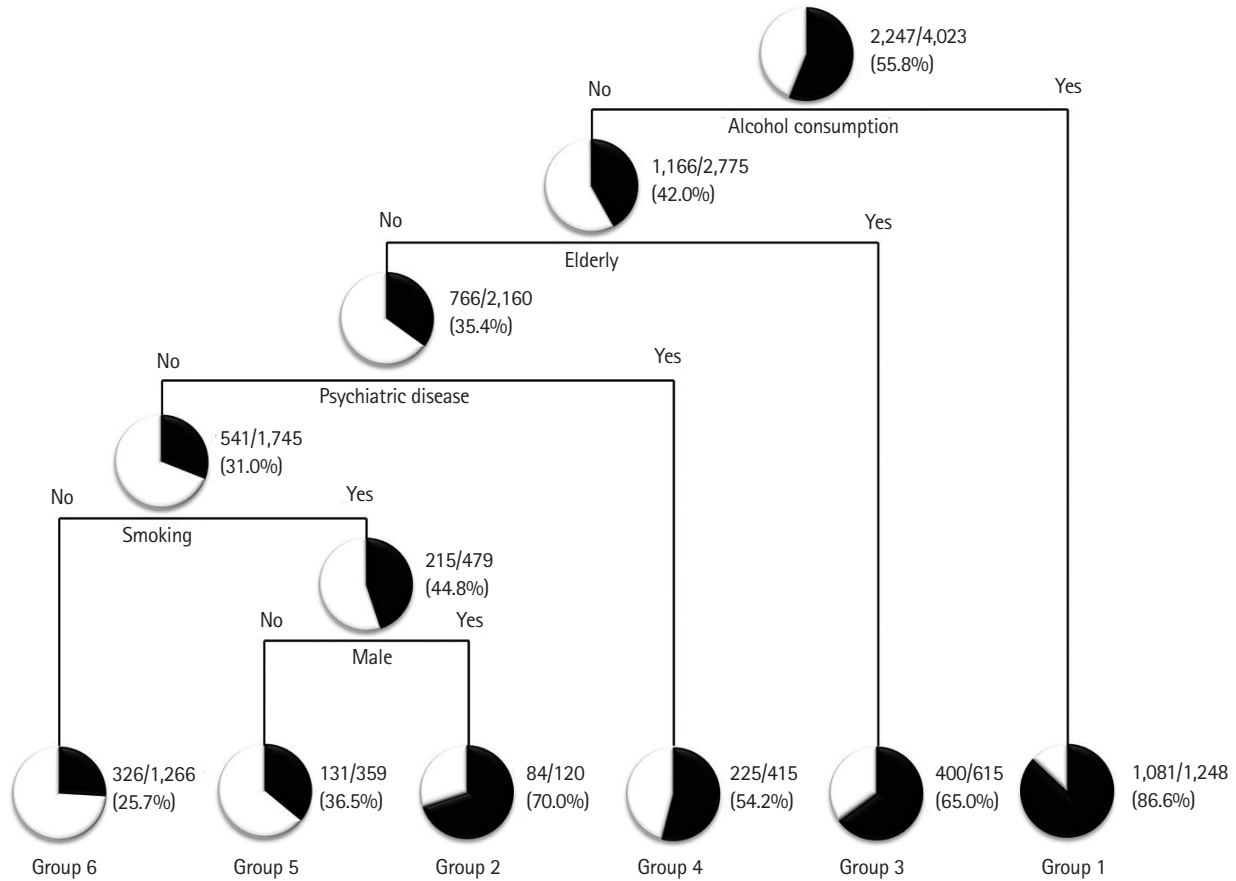 2,247/4,023
(55.8%)
No
Yes
Alcohol consumption
1,166/2,775
(42.0%)
No
Yes
Elderly
766/2,160
(35.4%)
No
Yes
Psychiatric disease
541/1,745
(31.0%)
No
Yes
Smoking
215/479
(44.8%)
No
Yes
Male
326/1,266
(25.7%)
131/359
(36.5%)
84/120
(70.0%)
225/415
(54.2%)
400/615
(65.0%)
1,081/1,248
(86.6%)
Group 6
Group 5
Group 2
Group 4
Group 3
Group 1